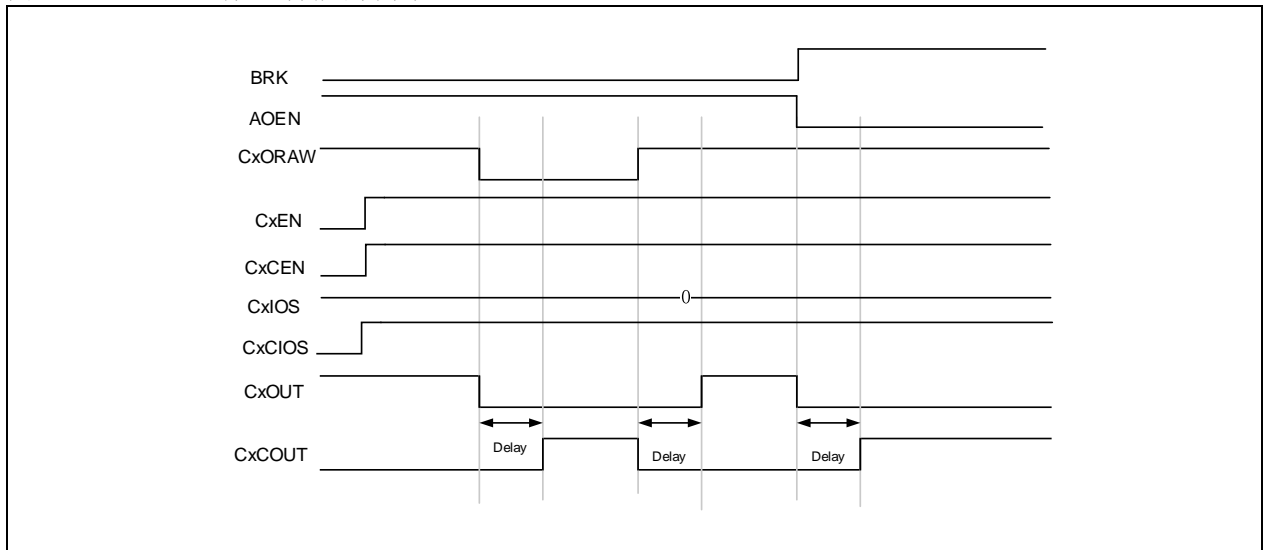 BRK
AOEN
CxORAW
CxEN
CxCEN
CxIOS
0
CxCIOS
CxOUT
CxCOUT
Delay
Delay
Delay